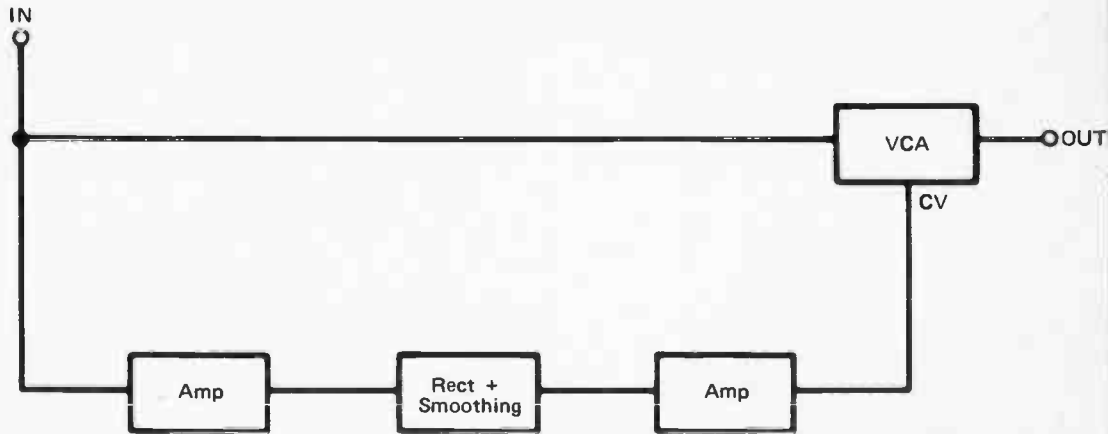 IN
VCA
OUT
CV
Amp
Rect +
Smoothing
Amp